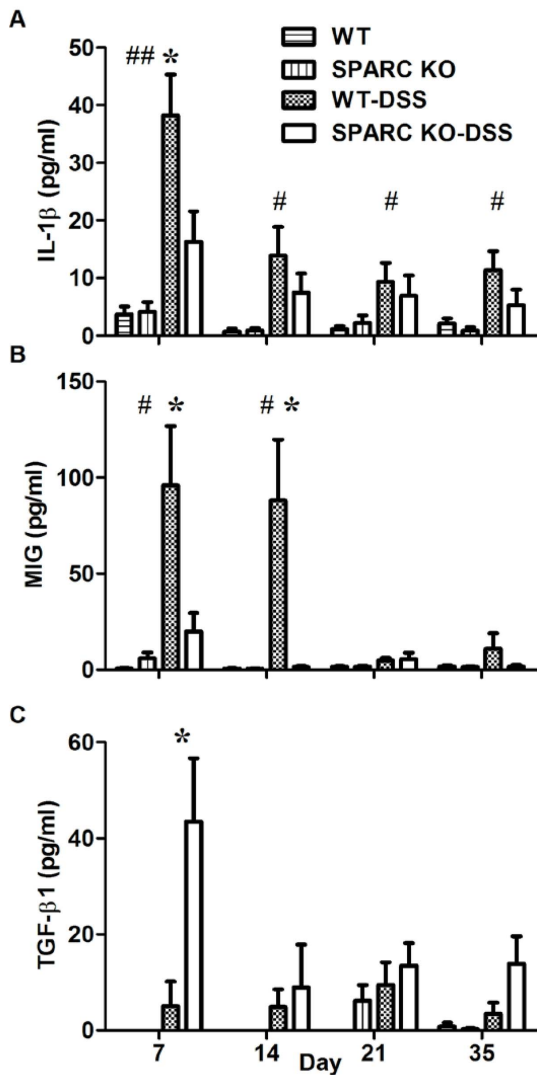 A
## *
WT
SPARC KO
WT-DSS
SPARC KO-DSS
50
40
30
20
10
0
IL-1β (pg/ml)
# # #
B
150
100
50
0
MIG (pg/ml)
# * # *
C
60
40
20
0
TGF-β1 (pg/ml)
*
7 14 21 35
Day